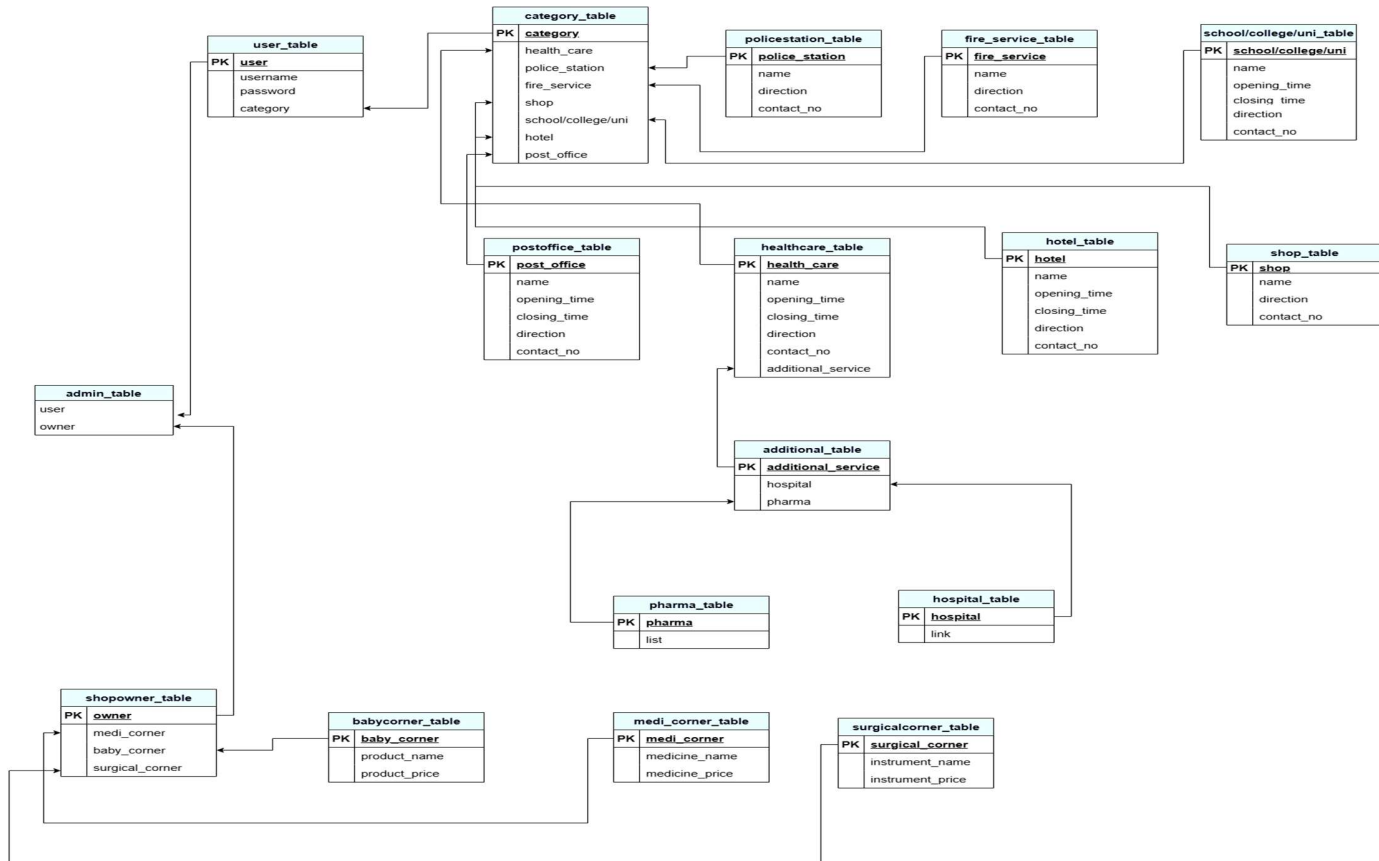 category_table
PK category
health_care
police_station
fire_service
shop
school/college/uni
hotel
post_office
user_table
PK user
username
password
category
policestation_table
PK police_station
name
direction
contact_no
fire_service_table
PK fire_service
name
direction
contact_no
school/college/uni_table
PK school/college/uni
name
opening_time
closing_time
direction
contact_no
postoffice_table
PK post_office
name
opening_time
closing_time
direction
contact_no
healthcare_table
PK health_care
name
opening_time
closing_time
direction
contact_no
additional_service
hotel_table
PK hotel
name
opening_time
closing_time
direction
contact_no
shop_table
PK shop
name
direction
contact_no
admin_table
user
owner
additional_table
PK additional_service
hospital
pharma
pharma_table
PK pharma
list
hospital_table
PK hospital
link
shopowner_table
PK owner
medi_corner
baby_corner
surgical_corner
babycorner_table
PK baby_corner
product_name
product_price
medi_corner_table
PK medi_corner
medicine_name
medicine_price
surgicalcorner_table
PK surgical_corner
instrument_name
instrument_price